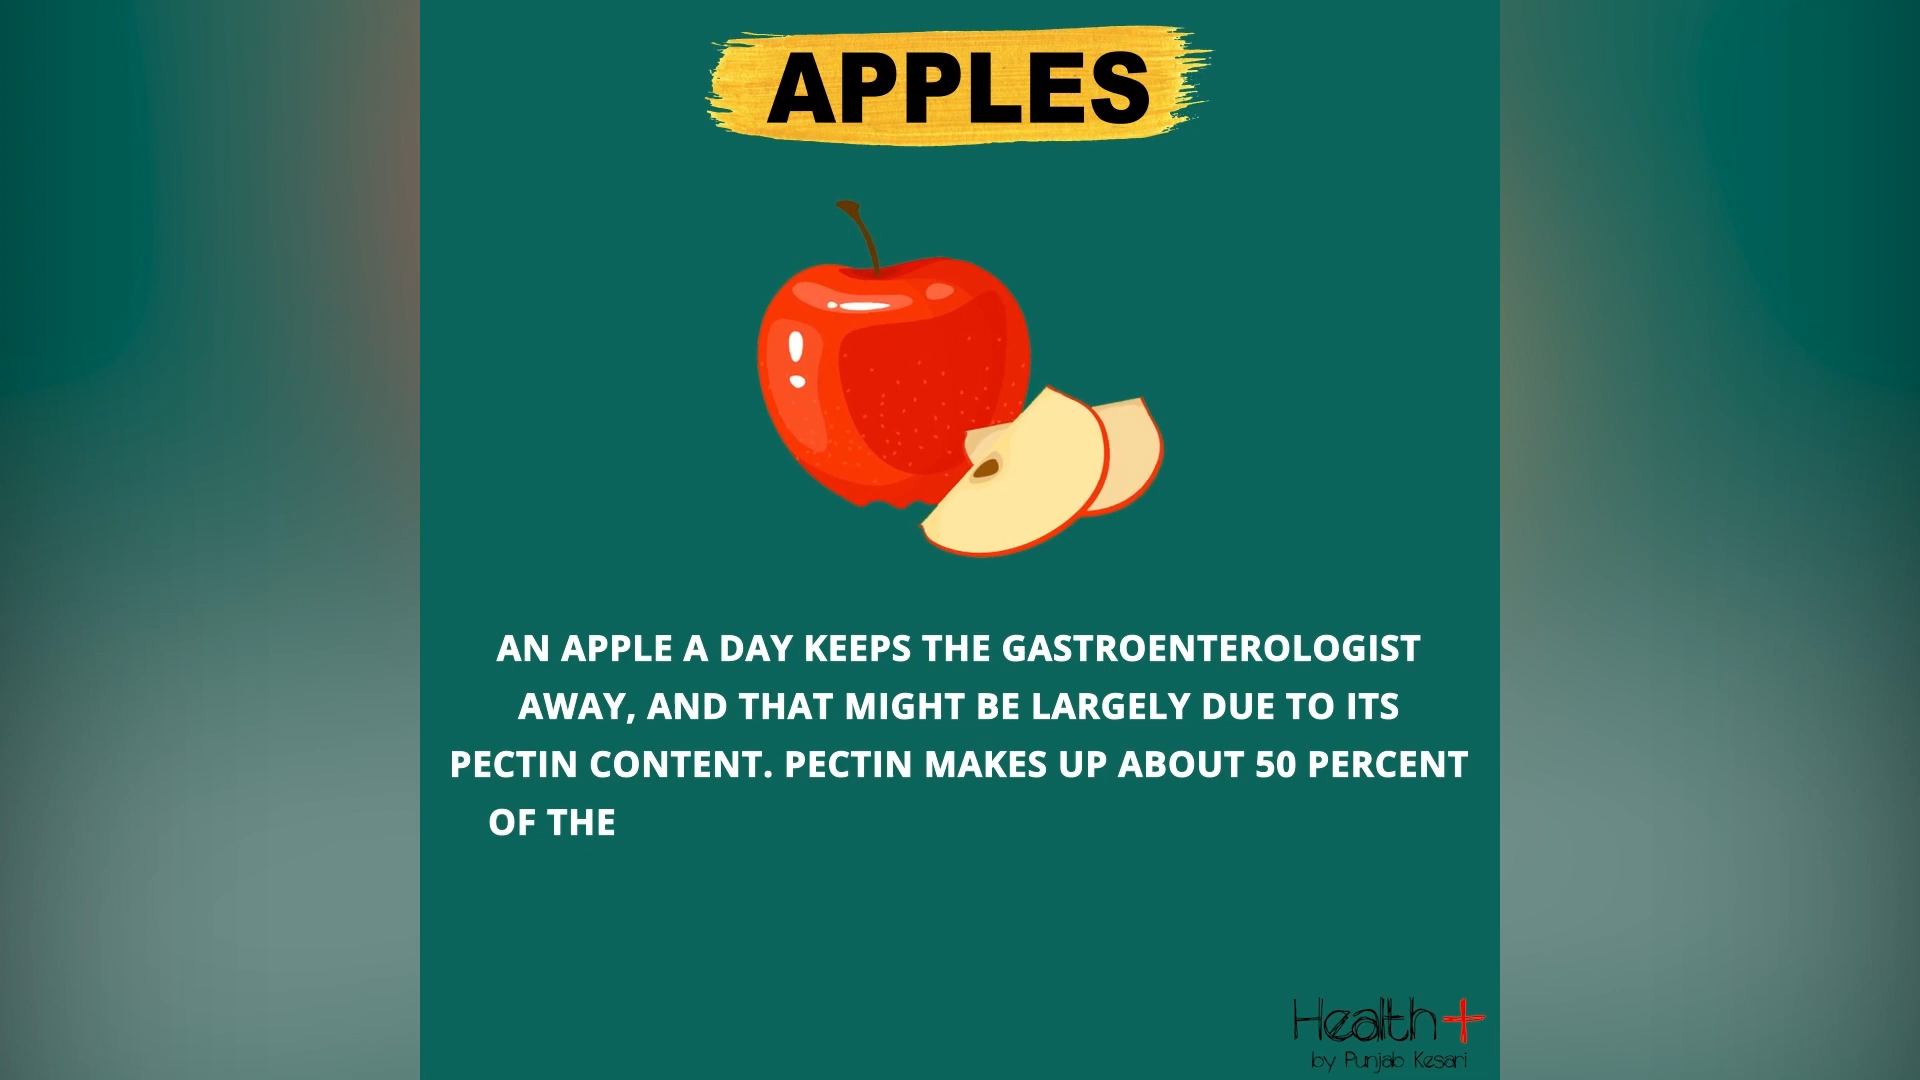 APPLES
AN APPLE A DAY KEEPS THE GASTROENTEROLOGIST
AWAY, AND THAT MIGHT BE LARGELY DUE TO ITS
PECTIN CONTENT. PECTIN MAKES UP ABOUT 50 PERCENT
OF THE
Health+
by Punjab Kesari